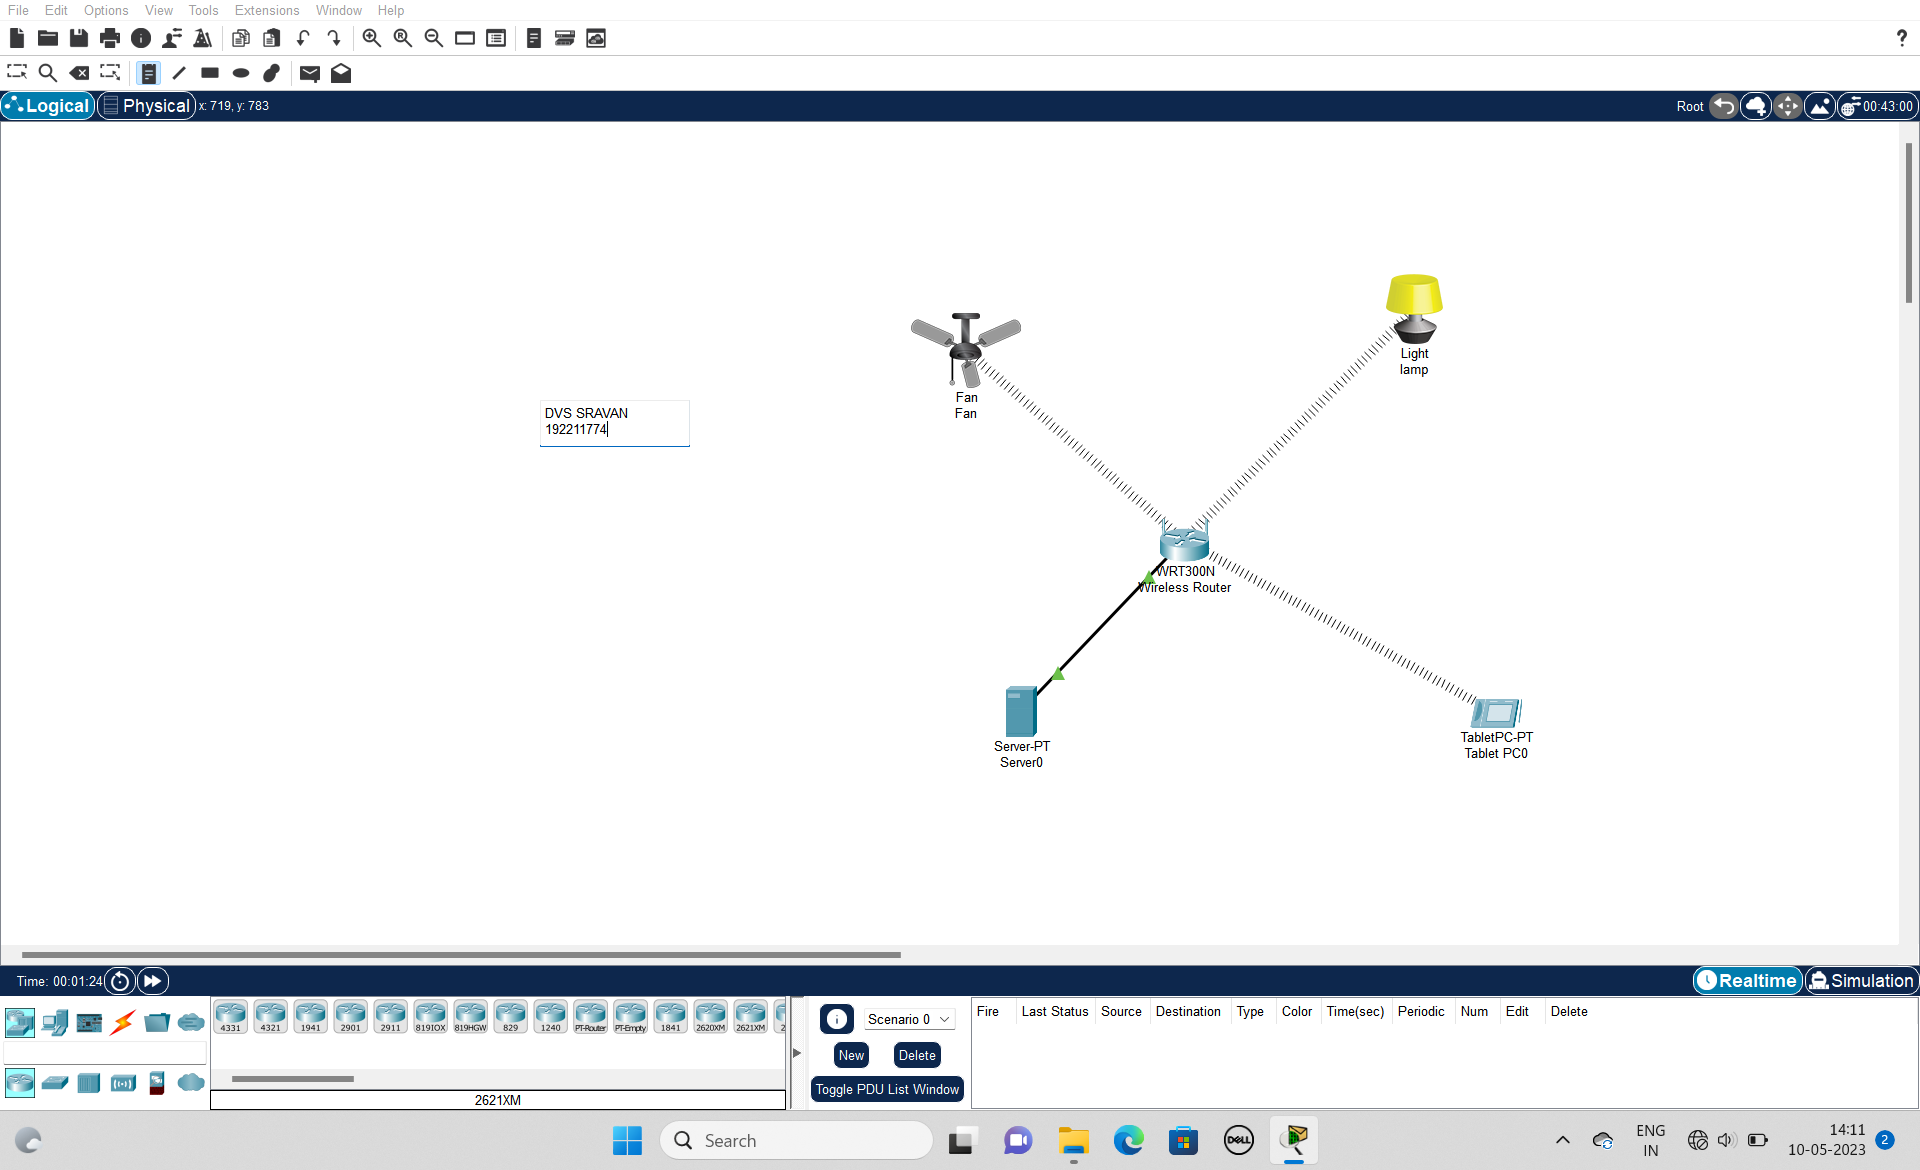 File Edit Options View Tools Extensions Window Help
?
Logical Physical x: 719, y: 783 Root 00:43:00
Light
lamp
Fan
Fan
DVS SRAVAN
192211774
WRT300N
Wireless Router
Server-PT
Server0
TabletPC-PT
Tablet PC0
Time: 00:01:24 Realtime Simulation
4331 4321 1941 2901 2911 819IOX 819HGW 829 1240 PT-Router PT-Empty 1841 2620XM 2621XM 2
2621XM
Scenario 0
New Delete
Toggle PDU List Window
Fire Last Status Source Destination Type Color Time(sec) Periodic Num Edit Delete
Search
DELL
ENG
IN
14:11
10-05-2023
2